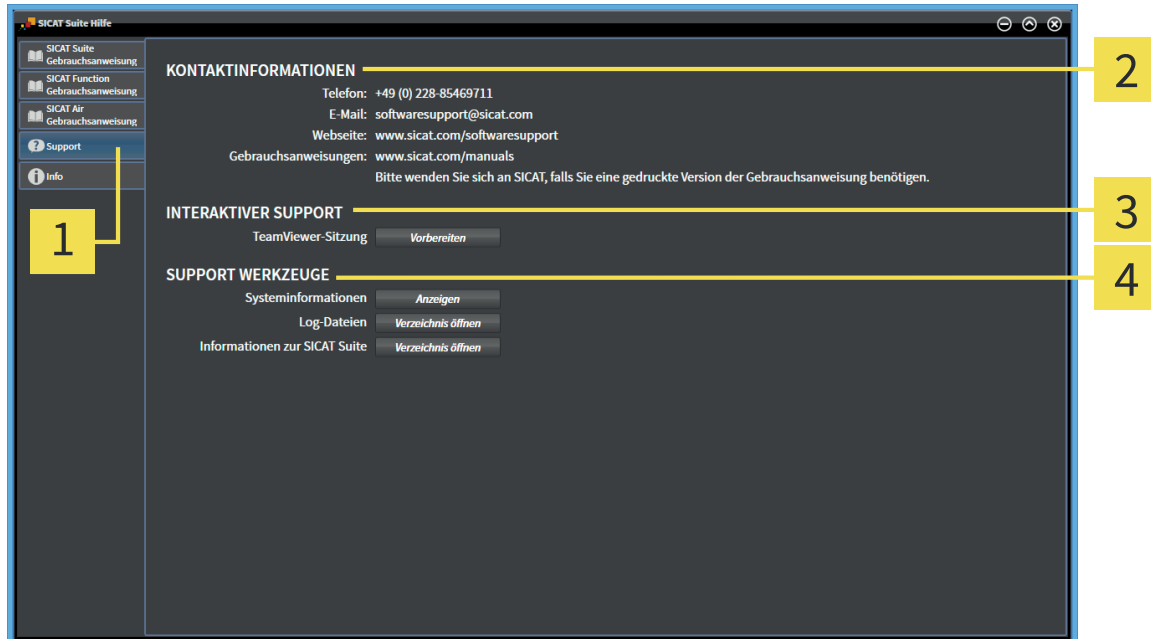 SICAT Suite Hilfe
SICAT Suite
Gebrauchsanweisung
SICAT Function
Gebrauchsanweisung
SICAT Air
Gebrauchsanweisung
Support
Info
1
KONTAKTINFORMATIONEN
2
Telefon: +49 (0) 228-85469711
E-Mail: softwaresupport@sicat.com
Webseite: www.sicat.com/softwaresupport
Gebrauchsanweisungen: www.sicat.com/manuals
Bitte wenden Sie sich an SICAT, falls Sie eine gedruckte Version der Gebrauchsanweisung benötigen.
INTERAKTIVER SUPPORT
3
TeamViewer-Sitzung Vorbereiten
SUPPORT WERKZEUGE
4
Systeminformationen Anzeigen
Log-Dateien Verzeichnis öffnen
Informationen zur SICAT Suite Verzeichnis öffnen